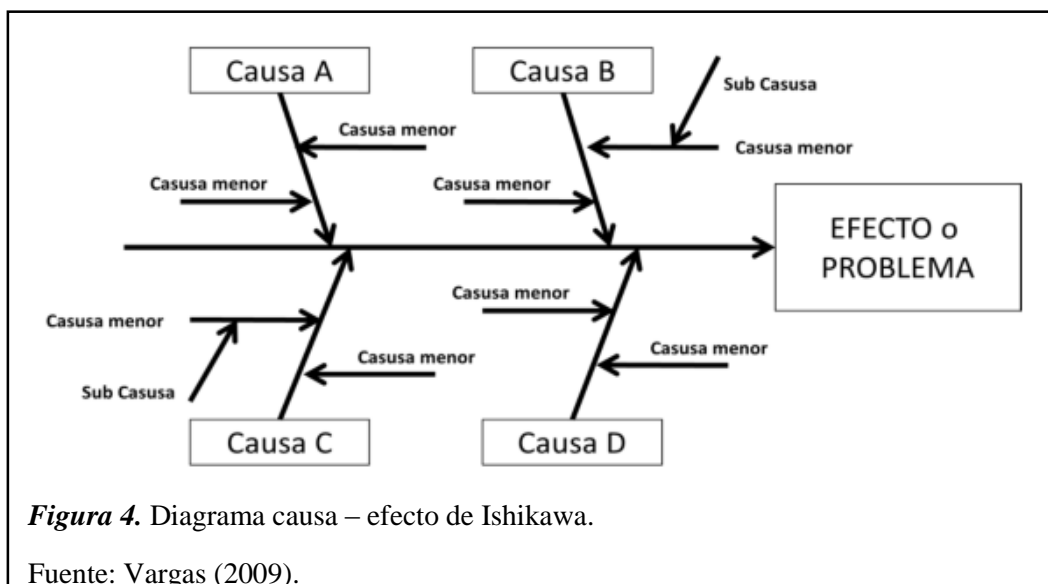 Causa A
Causa B
Sub Casusa
Casusa menor
Casusa menor
Casusa menor
Casusa menor
EFECTO o
PROBLEMA
Casusa menor
Casusa menor
Casusa menor
Casusa menor
Sub Casusa
Causa C
Causa D
Figura 4. Diagrama causa – efecto de Ishikawa.
Fuente: Vargas (2009).